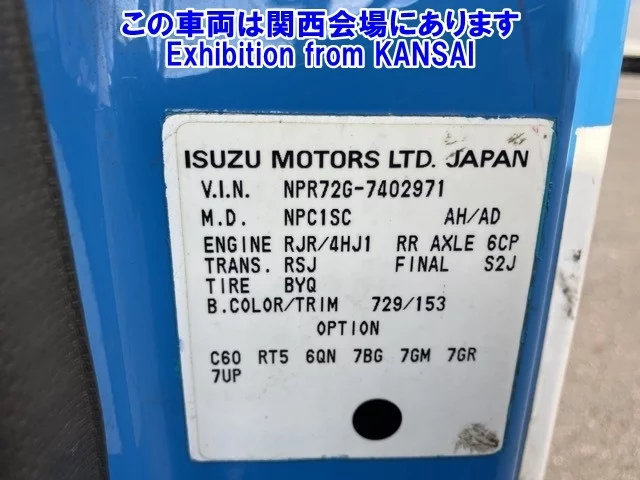 この車両は関西会場にあります
Exhibition from KANSAI
ISUZU MOTORS LTD. JAPAN
V.I.N. NPR72G-7402971
M.D. NPC1SC AH/AD
ENGINE RJR/4HJ1 RR AXLE 6CP
TRANS. RSJ FINAL S2J
TIRE BYQ
B.COLOR/TRIM 729/153
OPTION
C60 RT5 6QN 7BG 7GM 7GR
7UP